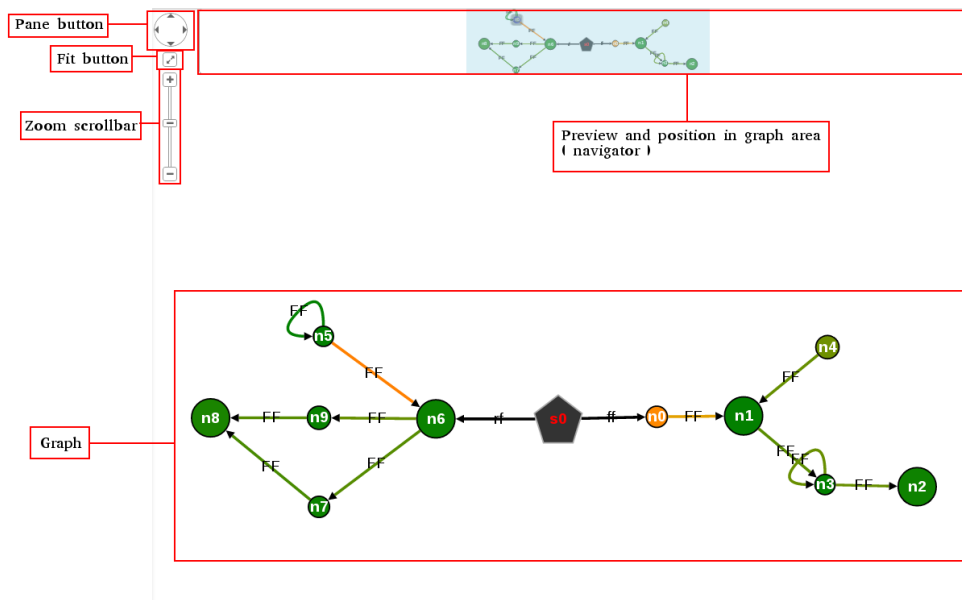 Pane button
Fit button
Zoom scrollbar
Preview and position in graph area
( navigator )
Graph
FF
n5
FF
n4
FF
n8
FF
n9
FF
n6
rf
s0
ff
n0
FF
n1
FF
FF
FF
FF
n3
FF
n2
FF
n7